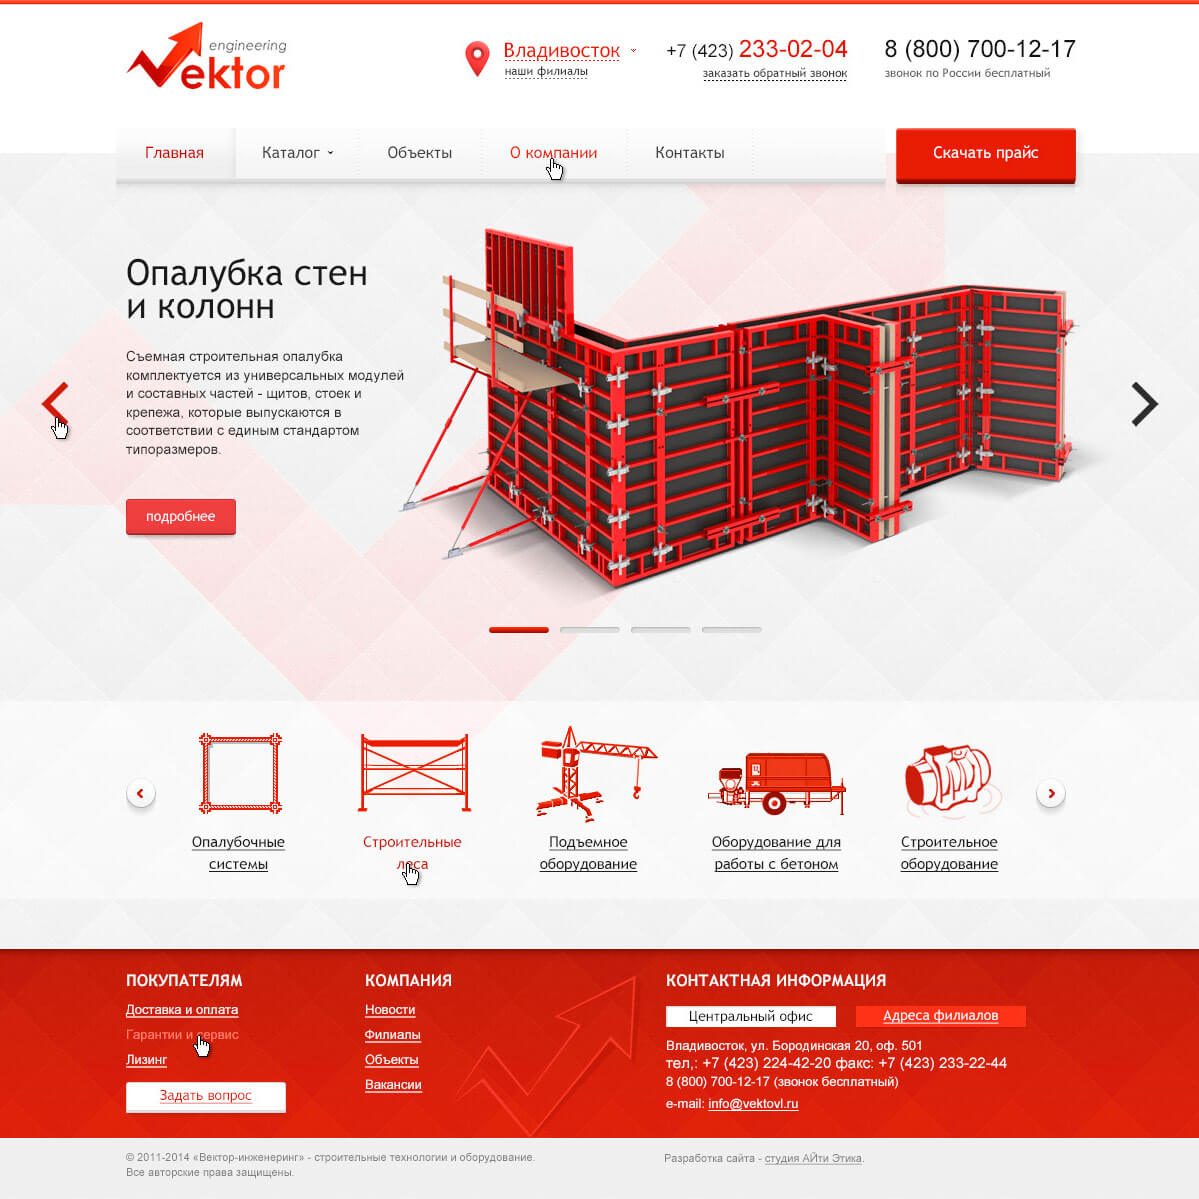 engineering
Vektor
Владивосток
наши филиалы
+7 (423) 233-02-04
заказать обратный звонок
8 (800) 700-12-17
звонок по России бесплатный
Главная
Каталог
Объекты
О компании
Контакты
Скачать прайс
Опалубка стен
и колонн
Съемная строительная опалубка
комплектуется из универсальных модулей
и составных частей - щитов, стоек и
крепежа, которые выпускаются в
соответствии с единым стандартом
типоразмеров.
подробнее
Опалубочные
системы
Строительные
леса
Подъемное
оборудование
Оборудование для
работы с бетоном
Строительное
оборудование
ПОКУПАТЕЛЯМ
Доставка и оплата
Гарантии и сервис
Лизинг
Задать вопрос
КОМПАНИЯ
Новости
Филиалы
Объекты
Вакансии
КОНТАКТНАЯ ИНФОРМАЦИЯ
Центральный офис
Адреса филиалов
Владивосток, ул. Бородинская 20, оф. 501
тел,: +7 (423) 224-42-20 факс: +7 (423) 233-22-44
8 (800) 700-12-17 (звонок бесплатный)
e-mail: info@vektovl.ru
© 2011-2014 «Вектор-инженеринг» - строительные технологии и оборудование.
Все авторские права защищены.
Разработка сайта - студия АЙти Этика.